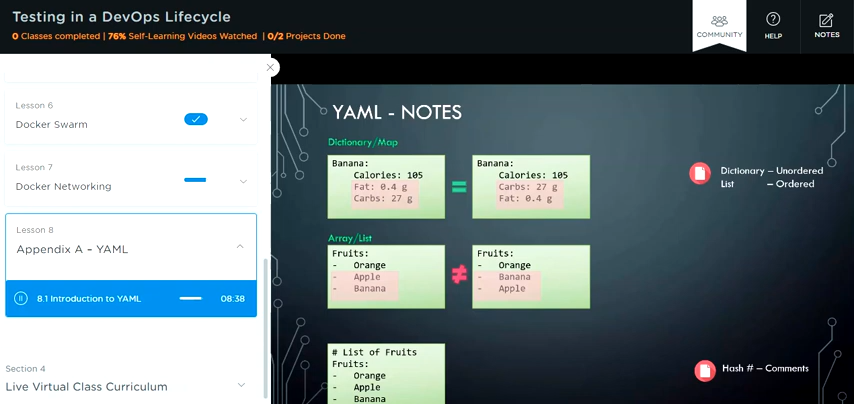 Testing in a DevOps Lifecycle
0 Classes completed | 76% Self-Learning Videos Watched | 0/2 Projects Done
COMMUNITY
HELP
NOTES
Lesson 6
Docker Swarm
Lesson 7
Docker Networking
Lesson 8
Appendix A – YAML
8.1 Introduction to YAML 08:38
Section 4
Live Virtual Class Curriculum
YAML - NOTES
Dictionary/Map
Banana:
Calories: 105
Fat: 0.4 g
Carbs: 27 g
=
Banana:
Calories: 105
Carbs: 27 g
Fat: 0.4 g
Dictionary – Unordered
List – Ordered
Array/List
Fruits:
- Orange
- Apple
- Banana
≠
Fruits:
- Orange
- Banana
- Apple
# List of Fruits
Fruits:
- Orange
- Apple
- Banana
Hash # – Comments